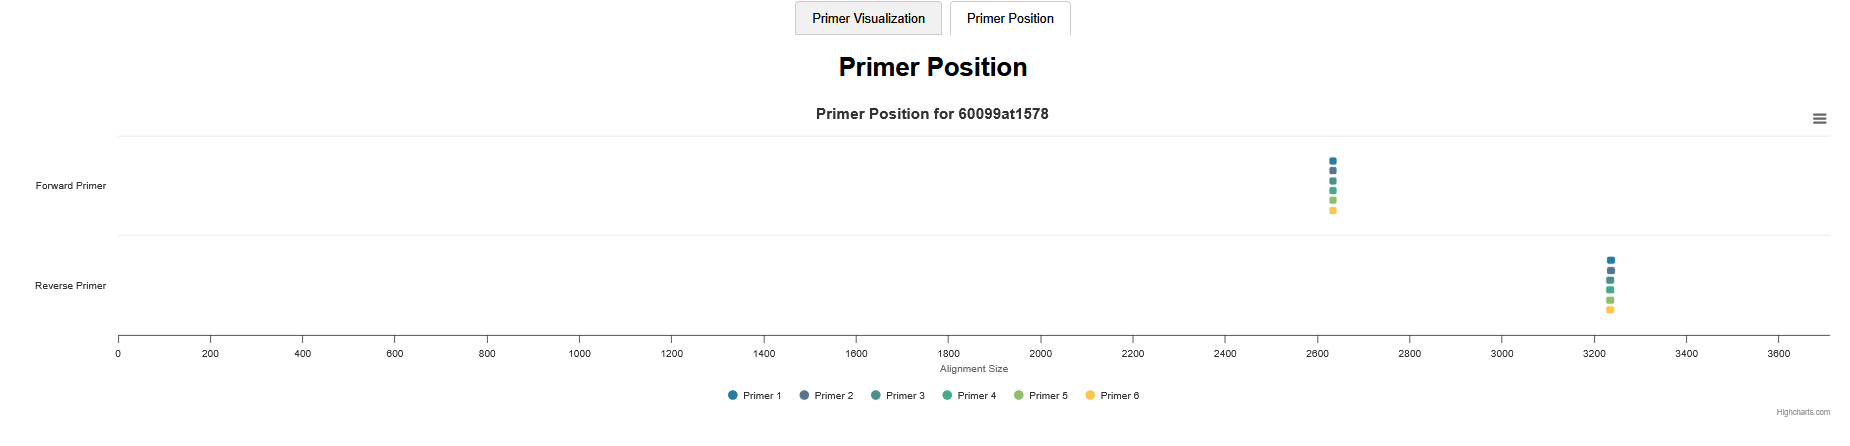 Primer Visualization Primer Position
Primer Position
Primer Position for 60099at1578
Forward Primer
Reverse Primer
0 200 400 600 800 1000 1200 1400 1600 1800 2000 2200 2400 2600 2800 3000 3200 3400 3600
Alignment Size
Primer 1 Primer 2 Primer 3 Primer 4 Primer 5 Primer 6
Highcharts.com